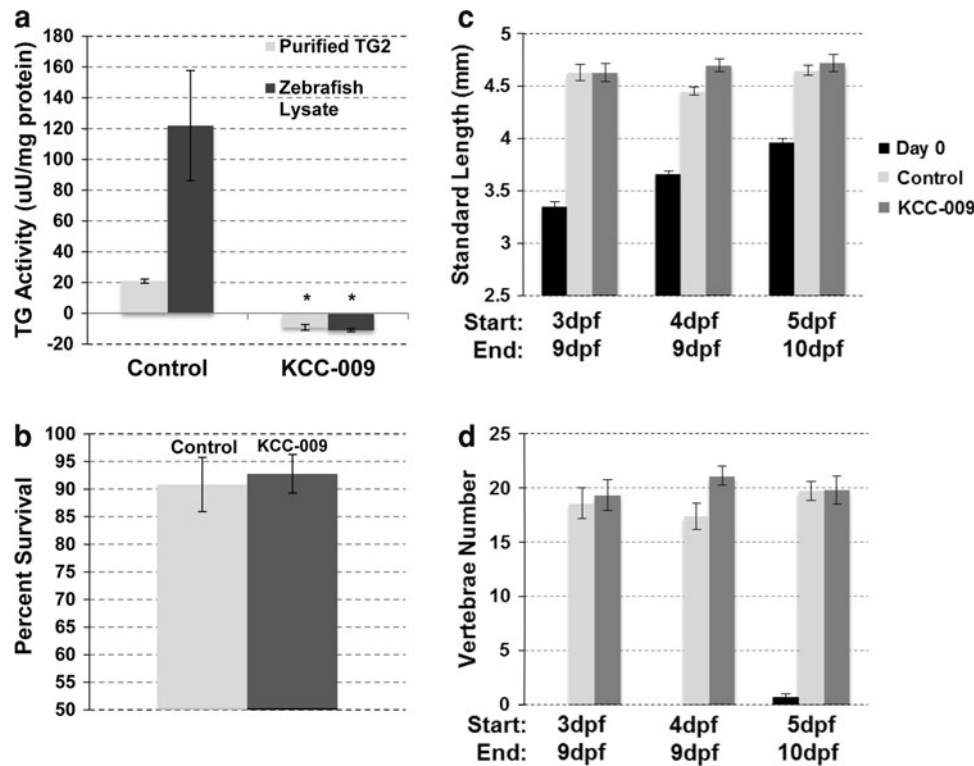 a
180
160
140
120
100
80
60
40
20
0
-20
TG Activity (uU/mg protein)
Purified TG2
Zebrafish
Lysate
* *
Control KCC-009
b
100
95
90
85
80
75
70
65
60
55
50
Percent Survival
Control KCC-009
c
5
4.5
4
3.5
3
2.5
Standard Length (mm)
Day 0
Control
KCC-009
Start: 3dpf 4dpf 5dpf
End: 9dpf 9dpf 10dpf
d
25
20
15
10
5
0
Vertebrae Number
Start: 3dpf 4dpf 5dpf
End: 9dpf 9dpf 10dpf